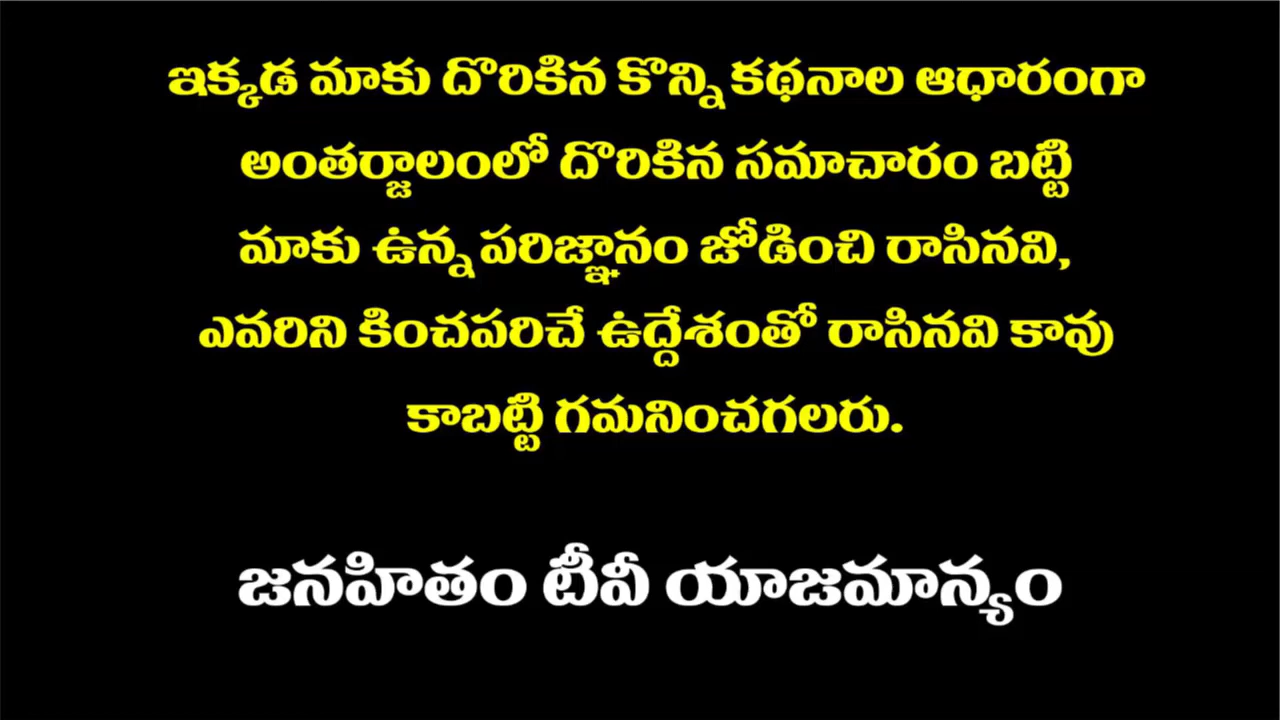 ఇక్కడ మాకు దొరికిన కొన్ని కథనాల ఆధారంగా
అంతర్జాలంలో దొరికిన సమాచారం బట్టి
మాకు ఉన్న పరిజ్ఞానం జోడించి రాసినవి,
ఎవరిని కించపరిచే ఉద్దేశంతో రాసినవి కావు
కాబట్టి గమనించగలరు.
జనహితం టీవీ యాజమాన్యం